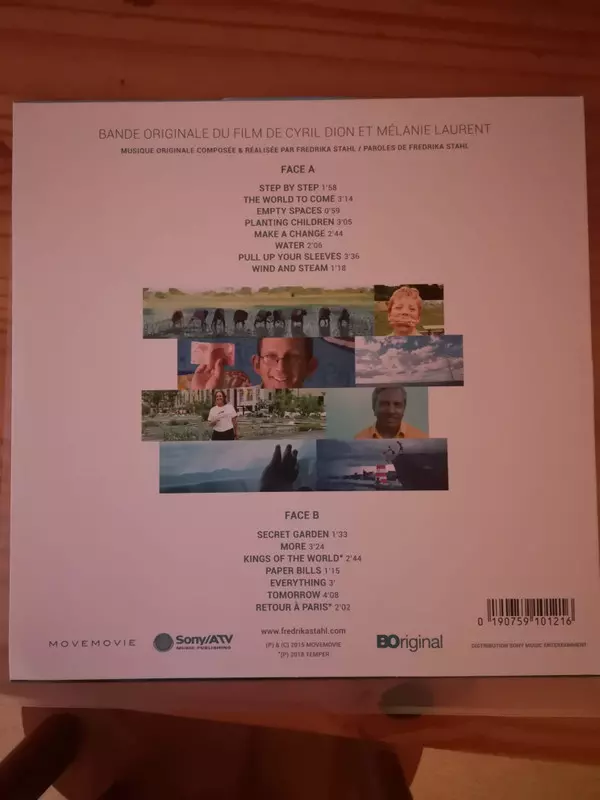 BANDE ORIGINALE DU FILM DE CYRIL DION ET MÉLANIE LAURENT
MUSIQUE ORIGINALE COMPOSÉE & RÉALISÉE PAR FREDRIKA STAHL / PAROLES DE FREDRIKA STAHL
FACE A
STEP BY STEP 1'58
THE WORLD TO COME 3'14
EMPTY SPACES 0'59
PLANTING CHILDREN 3'05
MAKE A CHANGE 2'44
WATER 2'06
PULL UP YOUR SLEEVES 3'36
WIND AND STEAM 1'18
FACE B
SECRET GARDEN 1'33
MORE 3'24
KINGS OF THE WORLD* 2'44
PAPER BILLS 1'15
EVERYTHING 3'
TOMORROW 4'08
RETOUR À PARIS* 2'02
MOVEMOVIE
Sony/ATV
MUSIC PUBLISHING
www.fredrikastahl.com
(P) & (C) 2015 MOVEMOVIE
*(P) 2018 TEMPER
BOriginal
0 190759 101216
DISTRIBUTION SONY MUSIC ENTERTAINMENT